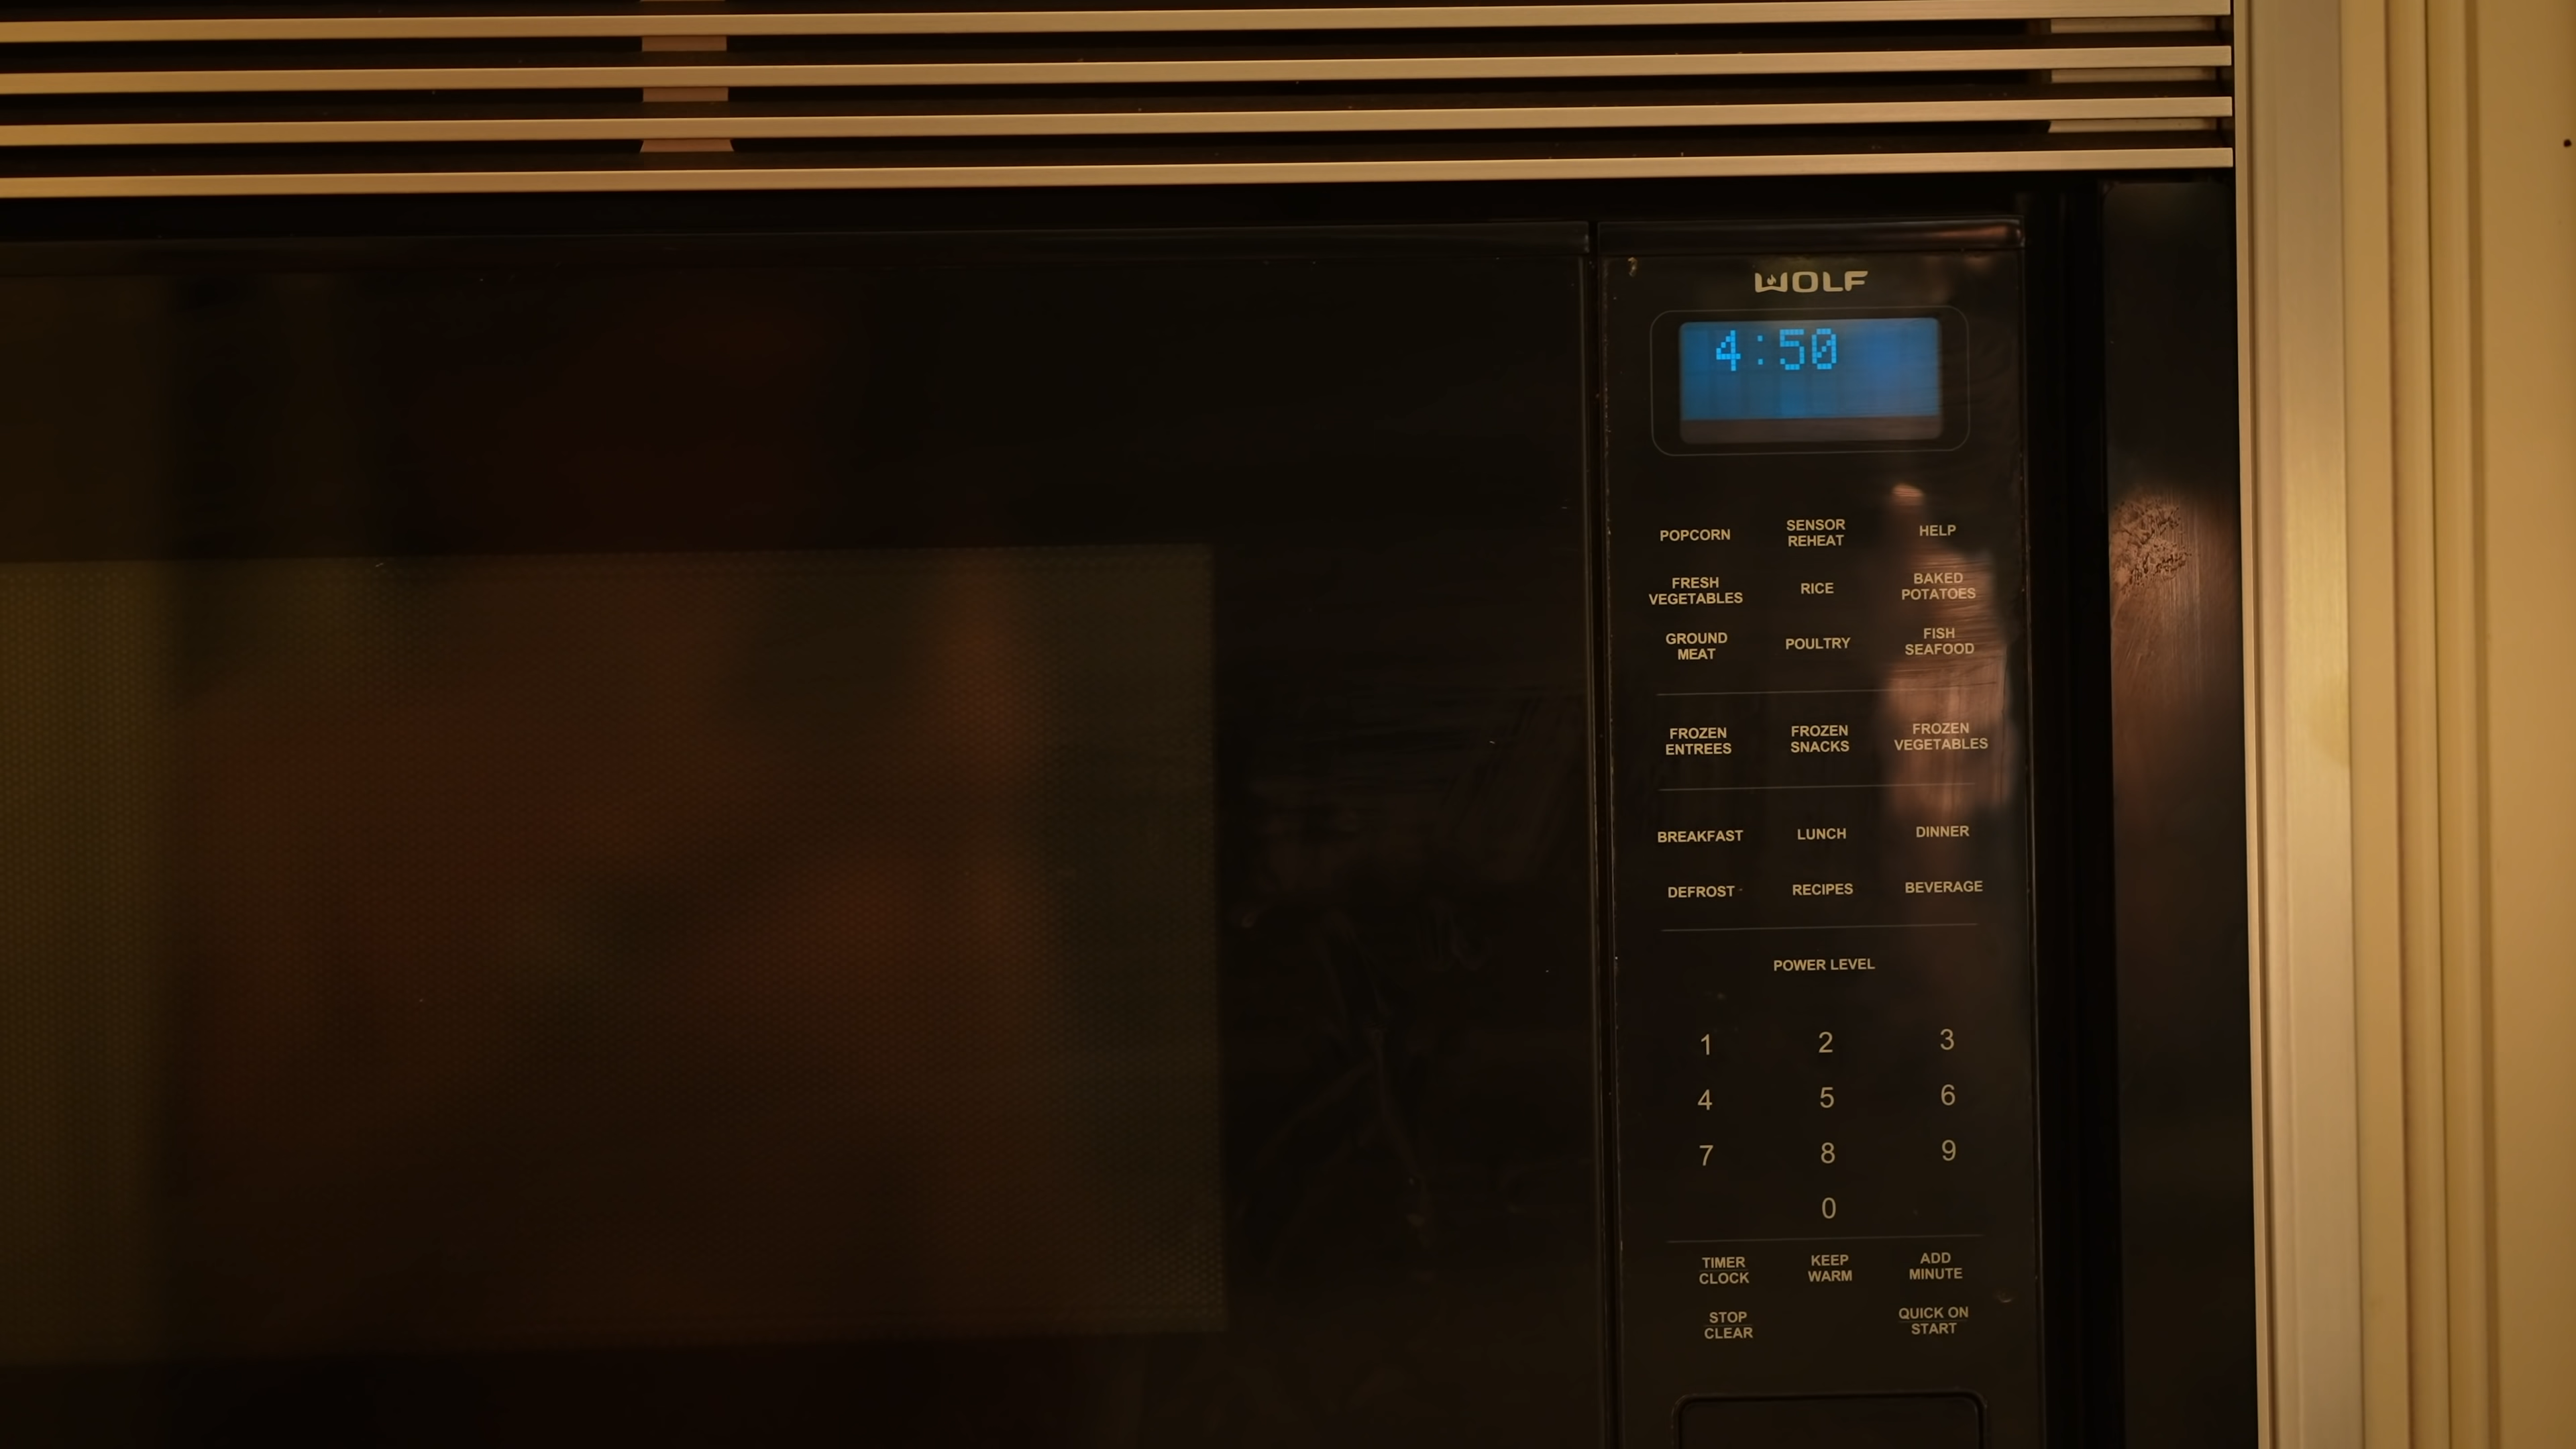 WOLF
4:50
POPCORN
SENSOR
REHEAT
HELP
FRESH
VEGETABLES
RICE
BAKED
POTATOES
GROUND
MEAT
POULTRY
FISH
SEAFOOD
FROZEN
ENTREES
FROZEN
SNACKS
FROZEN
VEGETABLES
BREAKFAST
LUNCH
DINNER
DEFROST
RECIPES
BEVERAGE
POWER LEVEL
1 2 3
4 5 6
7 8 9
0
TIMER
CLOCK
KEEP
WARM
ADD
MINUTE
STOP
CLEAR
QUICK ON
START